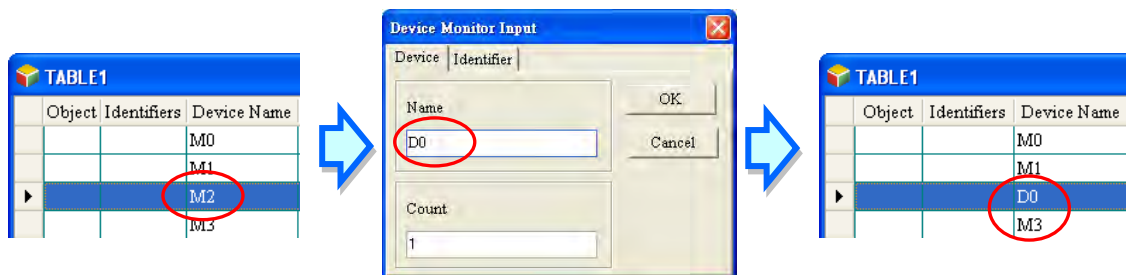 TABLE1
Object Identifiers Device Name
M0
M1
M2
M3
Device Monitor Input
Device Identifier
Name
D0
OK
Cancel
Count
1
TABLE1
Object Identifiers Device Name
M0
M1
D0
M3